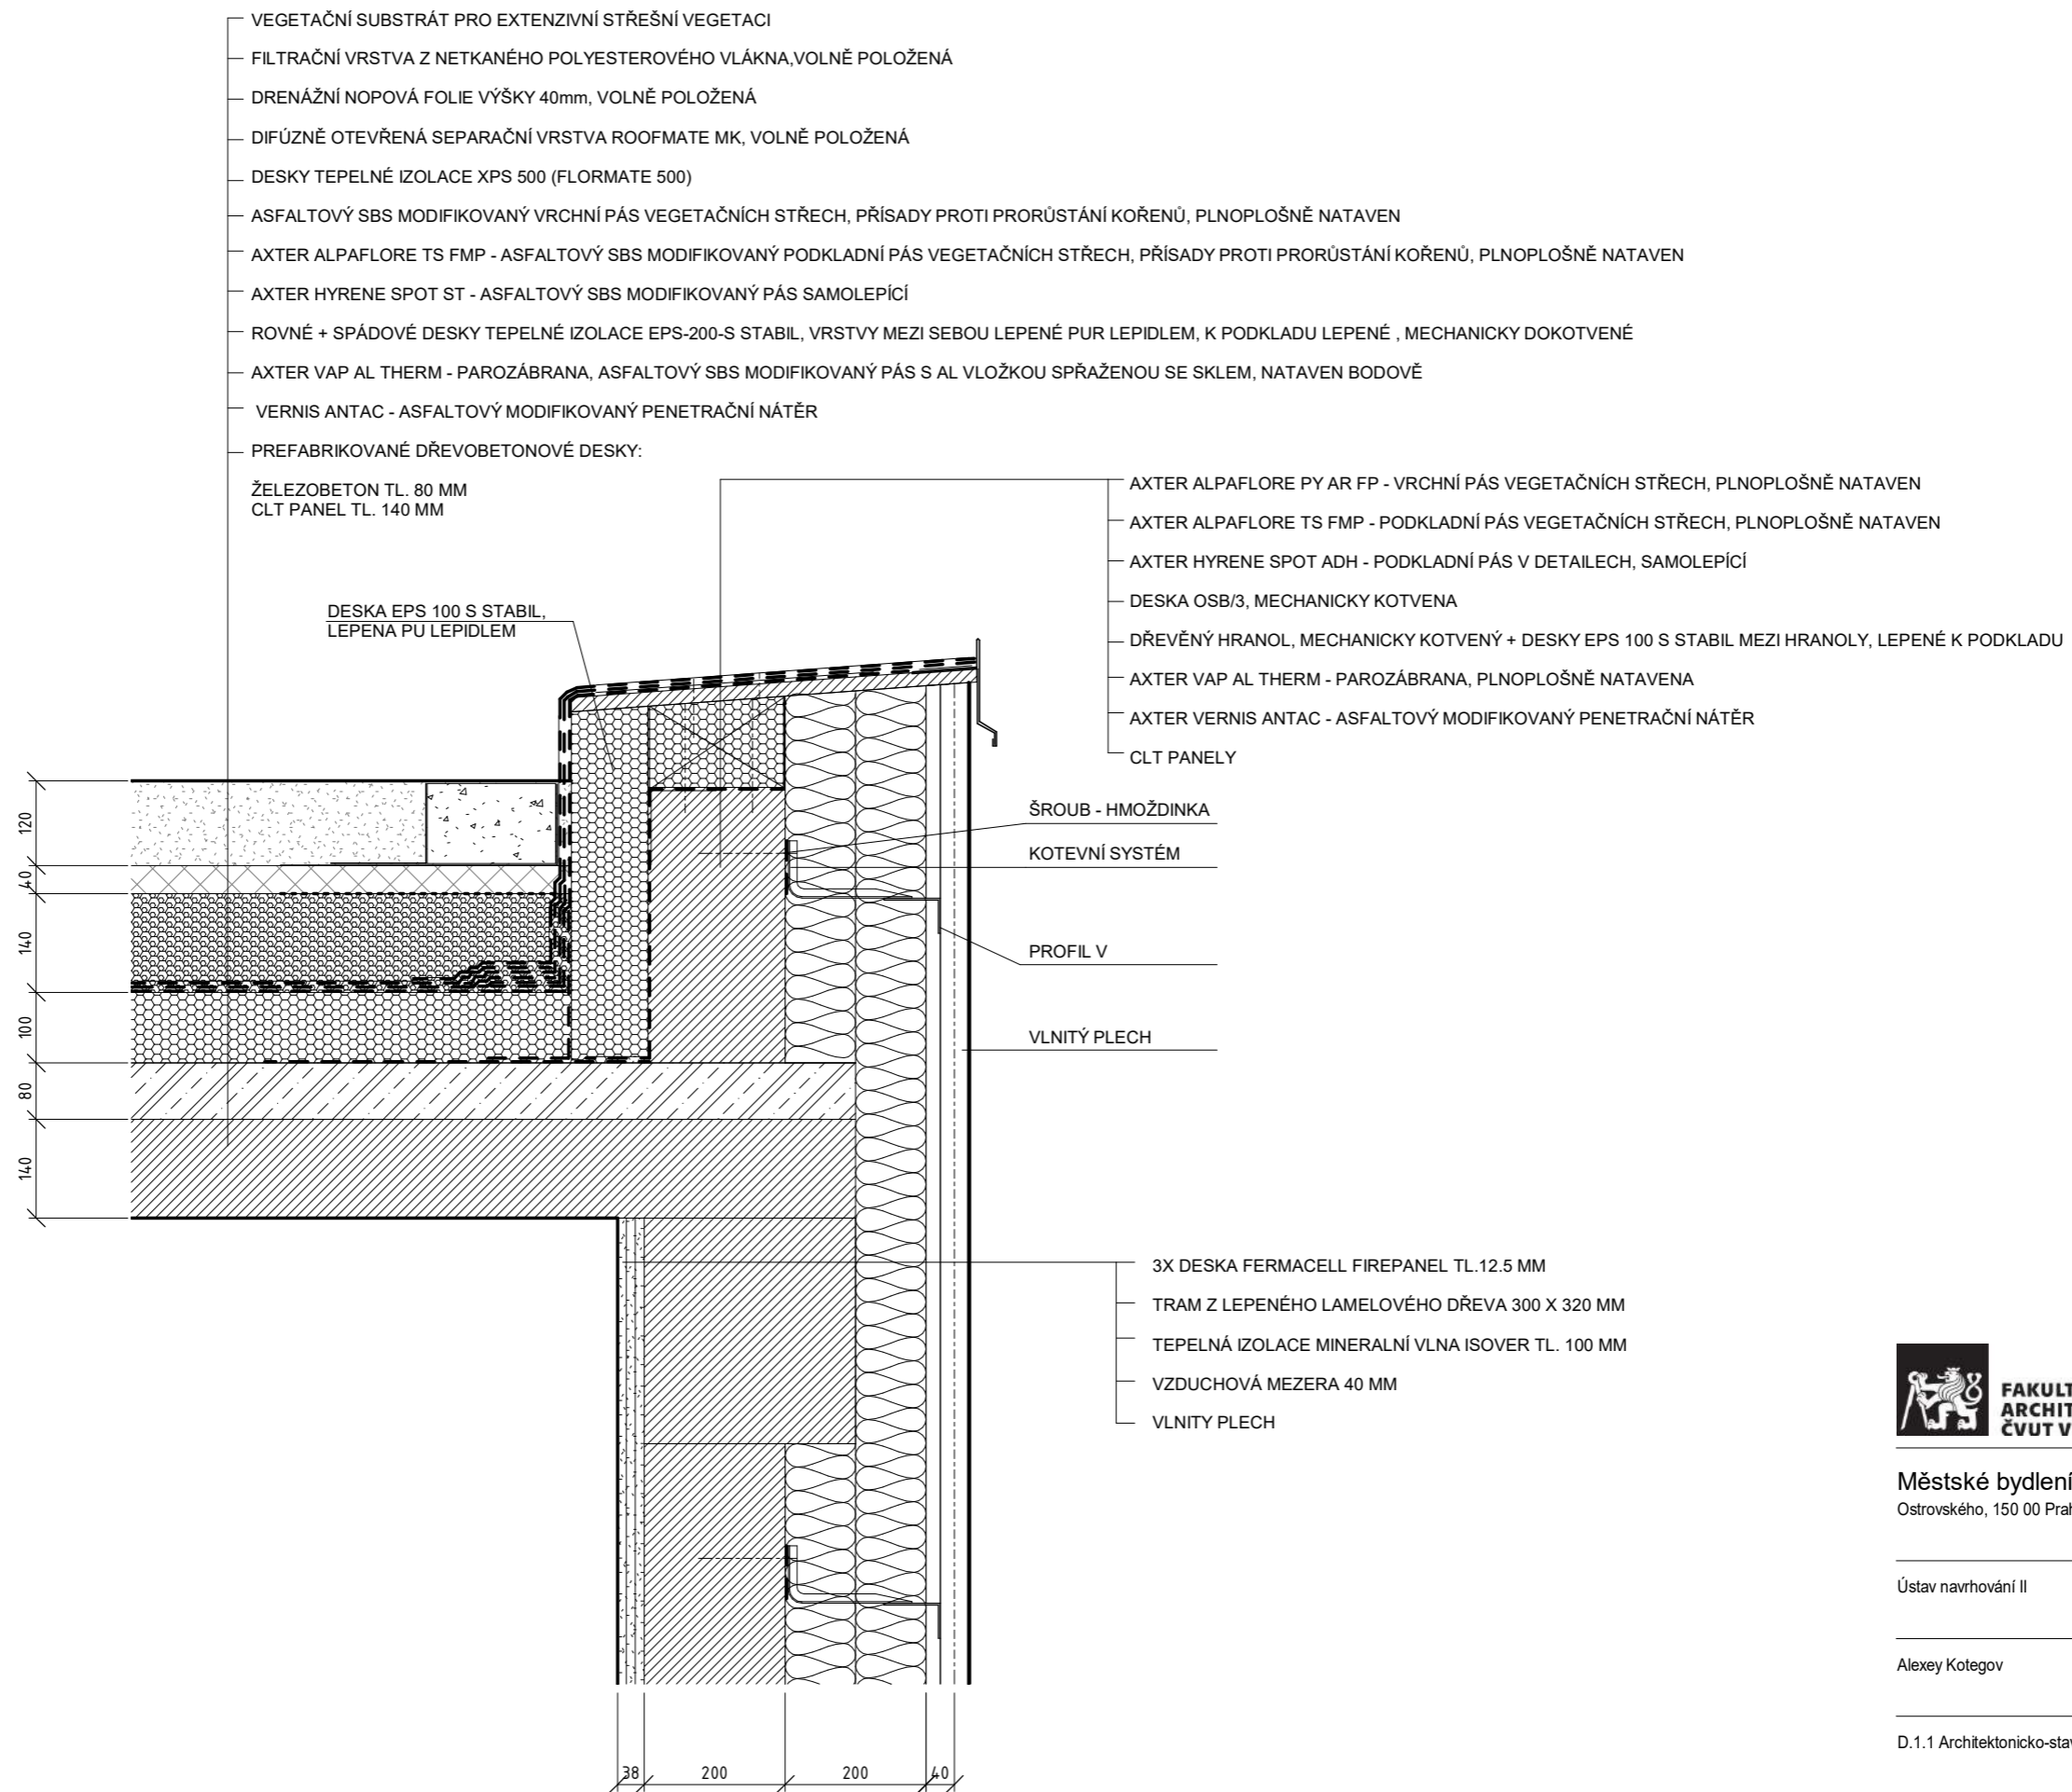 VEGETAČNÍ SUBSTRÁT PRO EXTENZIVNÍ STŘEŠNÍ VEGETACI
FILTRAČNÍ VRSTVA Z NETKANÉHO POLYESTEROVÉHO VLÁKNA,VOLNĚ POLOŽENÁ
DRENÁŽNÍ NOPOVÁ FOLIE VÝŠKY 40mm, VOLNĚ POLOŽENÁ
DIFÚZNĚ OTEVŘENÁ SEPARAČNÍ VRSTVA ROOFMATE MK, VOLNĚ POLOŽENÁ
DESKY TEPELNÉ IZOLACE XPS 500 (FLORMATE 500)
ASFALTOVÝ SBS MODIFIKOVANÝ VRCHNÍ PÁS VEGETAČNÍCH STŘECH, PŘÍSADY PROTI PRORŮSTÁNÍ KOŘENŮ, PLNOPLOŠNĚ NATAVEN
AXTER ALPAFLORE TS FMP - ASFALTOVÝ SBS MODIFIKOVANÝ PODKLADNÍ PÁS VEGETAČNÍCH STŘECH, PŘÍSADY PROTI PRORŮSTÁNÍ KOŘENŮ, PLNOPLOŠNĚ NATAVEN
AXTER HYRENE SPOT ST - ASFALTOVÝ SBS MODIFIKOVANÝ PÁS SAMOLEPÍCÍ
ROVNÉ + SPÁDOVÉ DESKY TEPELNÉ IZOLACE EPS-200-S STABIL, VRSTVY MEZI SEBOU LEPENÉ PUR LEPIDLEM, K PODKLADU LEPENÉ , MECHANICKY DOKOTVENÉ
AXTER VAP AL THERM - PAROZÁBRANA, ASFALTOVÝ SBS MODIFIKOVANÝ PÁS S AL VLOŽKOU SPŘAŽENOU SE SKLEM, NATAVEN BODOVĚ
VERNIS ANTAC - ASFALTOVÝ MODIFIKOVANÝ PENETRAČNÍ NÁTĚR
PREFABRIKOVANÉ DŘEVOBETONOVÉ DESKY:
ŽELEZOBETON TL. 80 MM
CLT PANEL TL. 140 MM
AXTER ALPAFLORE PY AR FP - VRCHNÍ PÁS VEGETAČNÍCH STŘECH, PLNOPLOŠNĚ NATAVEN
AXTER ALPAFLORE TS FMP - PODKLADNÍ PÁS VEGETAČNÍCH STŘECH, PLNOPLOŠNĚ NATAVEN
AXTER HYRENE SPOT ADH - PODKLADNÍ PÁS V DETAILECH, SAMOLEPÍCÍ
DESKA OSB/3, MECHANICKY KOTVENA
DŘEVĚNÝ HRANOL, MECHANICKY KOTVENÝ + DESKY EPS 100 S STABIL MEZI HRANOLY, LEPENÉ K PODKLADU
AXTER VAP AL THERM - PAROZÁBRANA, PLNOPLOŠNĚ NATAVENA
AXTER VERNIS ANTAC - ASFALTOVÝ MODIFIKOVANÝ PENETRAČNÍ NÁTĚR
CLT PANELY
DESKA EPS 100 S STABIL,
LEPENA PU LEPIDLEM
ŠROUB - HMOŽDINKA
KOTEVNÍ SYSTÉM
PROFIL V
VLNITÝ PLECH
120
40
140
100
80
140
3X DESKA FERMACELL FIREPANEL TL.12.5 MM
TRAM Z LEPENÉHO LAMELOVÉHO DŘEVA 300 X 320 MM
TEPELNÁ IZOLACE MINERALNÍ VLNA ISOVER TL. 100 MM
VZDUCHOVÁ MEZERA 40 MM
VLNITY PLECH
38
200
200
40
FAKULT
ARCHIT
ČVUT V
Městské bydlení
Ostrovského, 150 00 Prah
Ústav navrhování II
Alexey Kotegov
D.1.1 Architektonicko-stav